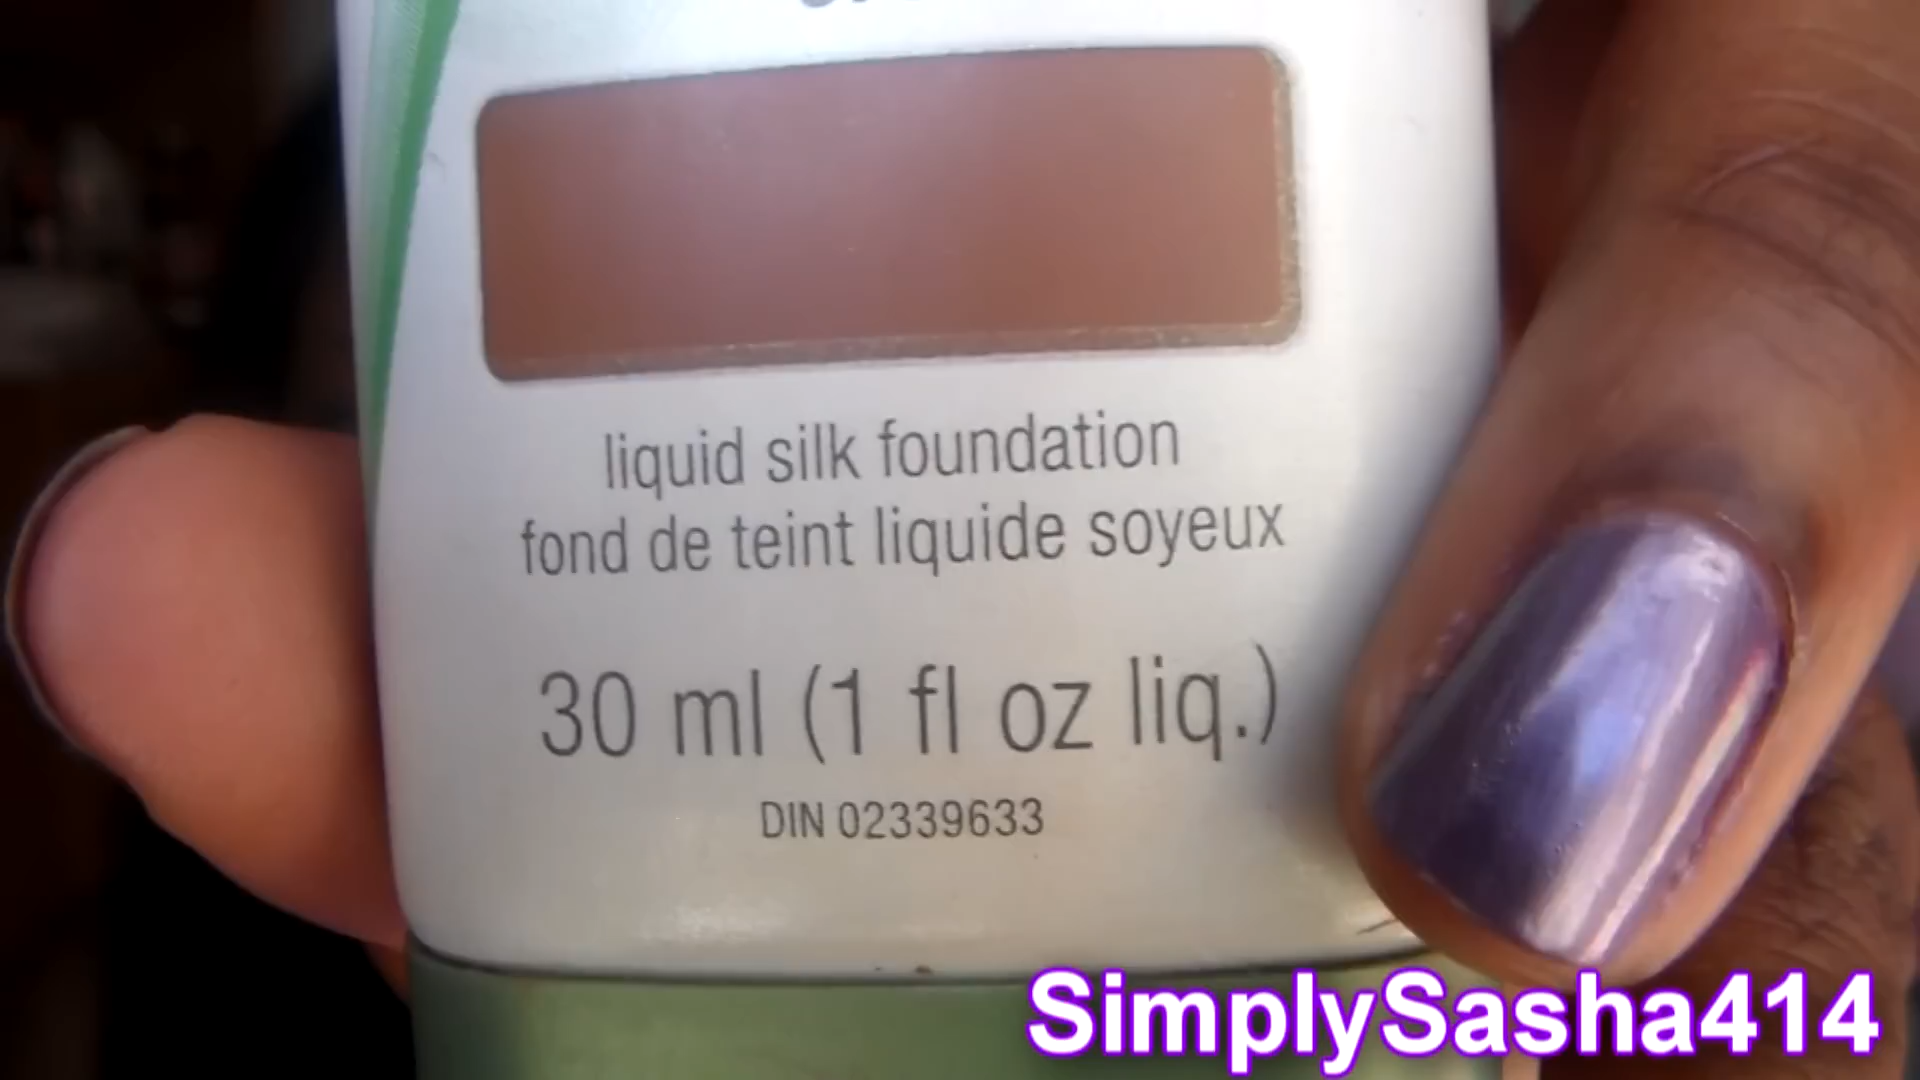 liquid silk foundation
fond de teint liquide soyeux
30 ml (1 fl oz liq.)
DIN 02339633
SimplySasha414